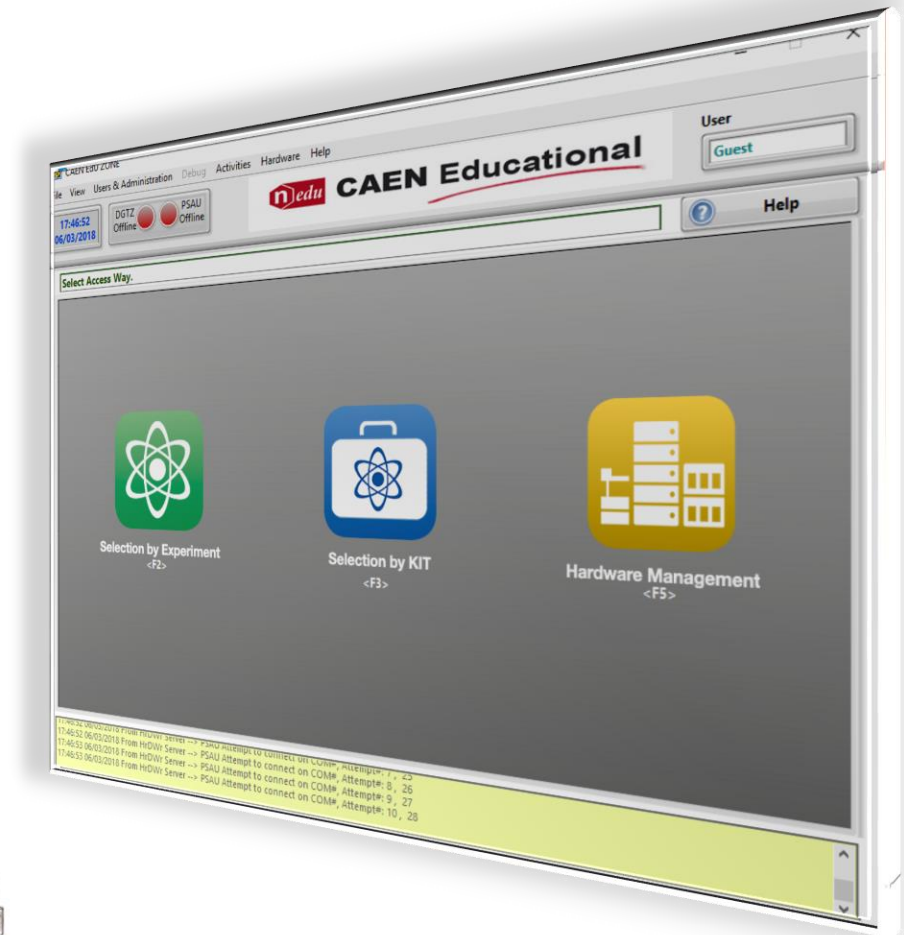 CAEN EdU ZONE
File View Users & Administration Debug Activities Hardware Help
17:46:52
06/03/2018
DGTZ
Offline
PSAU
Offline
n edu CAEN Educational
User
Guest
Help
Select Access Way.
Selection by Experiment
<F2>
Selection by KIT
<F3>
Hardware Management
<F5>
17:46:52 06/03/2018 From HrDWr Server --> PSAU Attempt to connect on COM#, Attempt#: 7, 25
17:46:52 06/03/2018 From HrDWr Server --> PSAU Attempt to connect on COM#, Attempt#: 8, 26
17:46:53 06/03/2018 From HrDWr Server --> PSAU Attempt to connect on COM#, Attempt#: 9, 27
17:46:53 06/03/2018 From HrDWr Server --> PSAU Attempt to connect on COM#, Attempt#: 10, 28